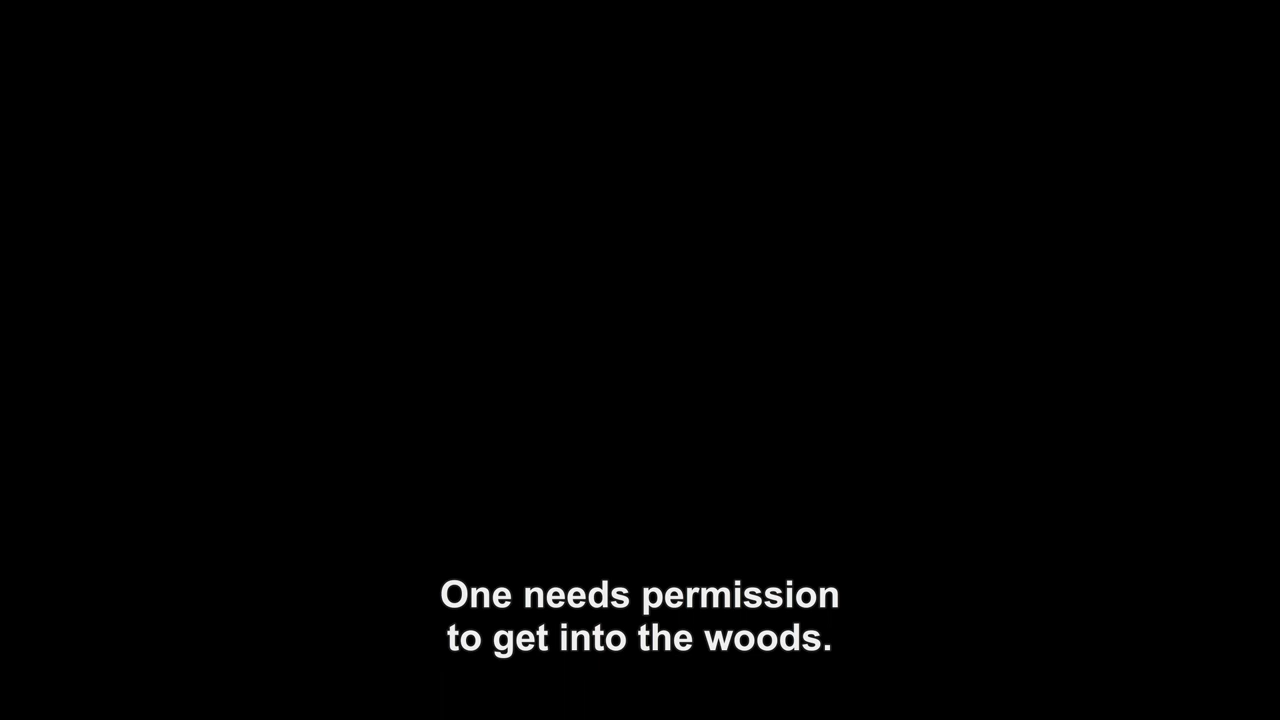 One needs permission
to get into the woods.